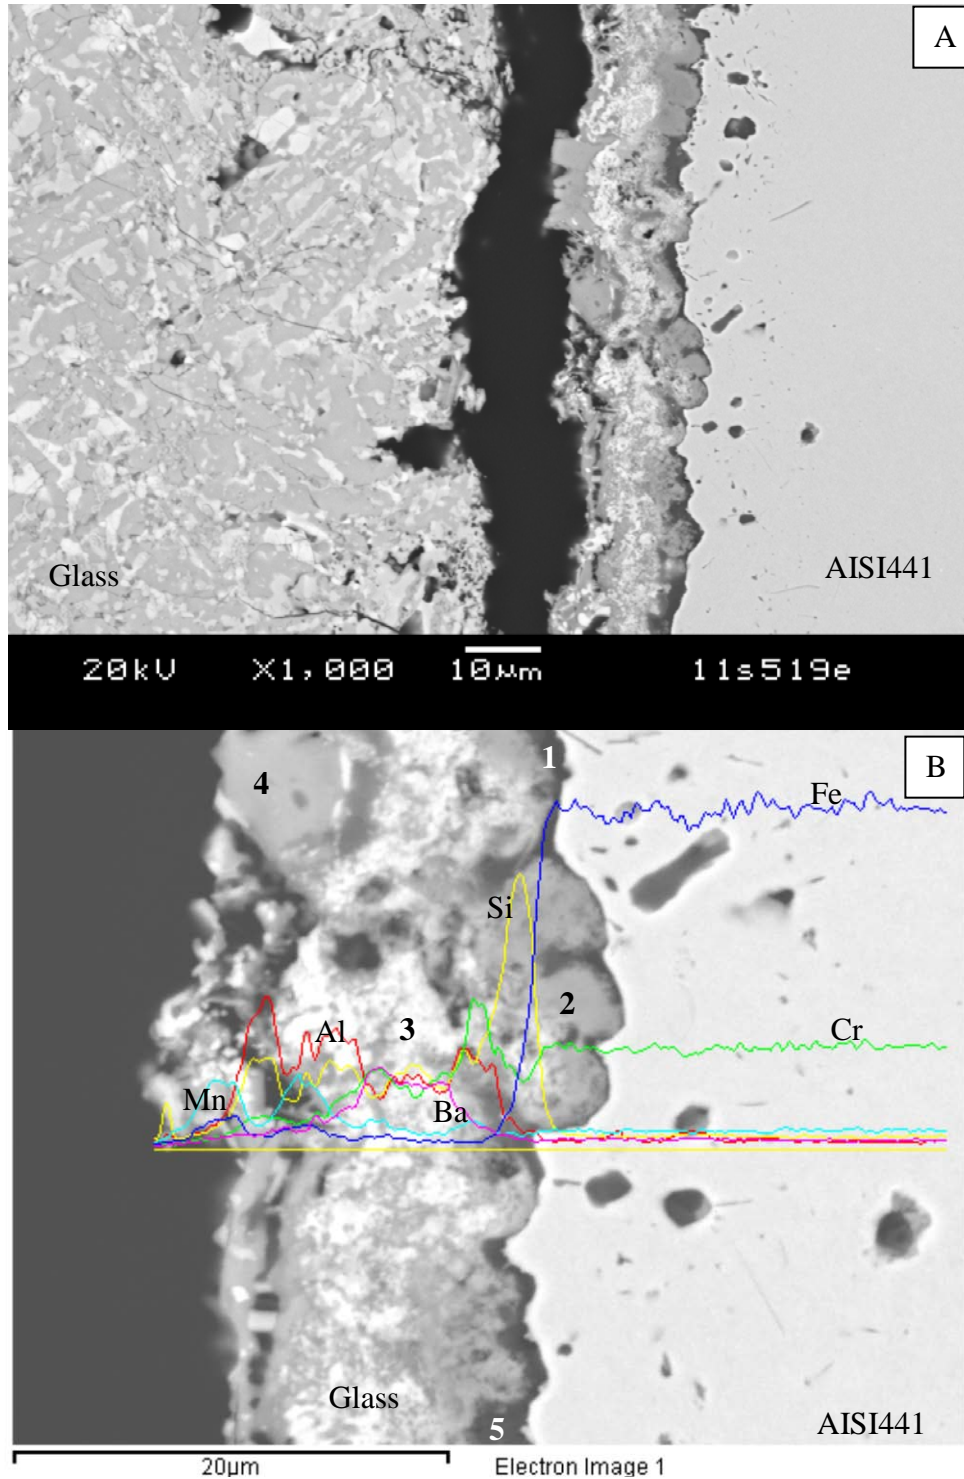 A
Glass
AISI441
20kV X1,000 10µm 11s519e
1
B
4
Fe
Si
2
3
Al
Cr
Mn
Ba
Glass
5
AISI441
20µm Electron Image 1